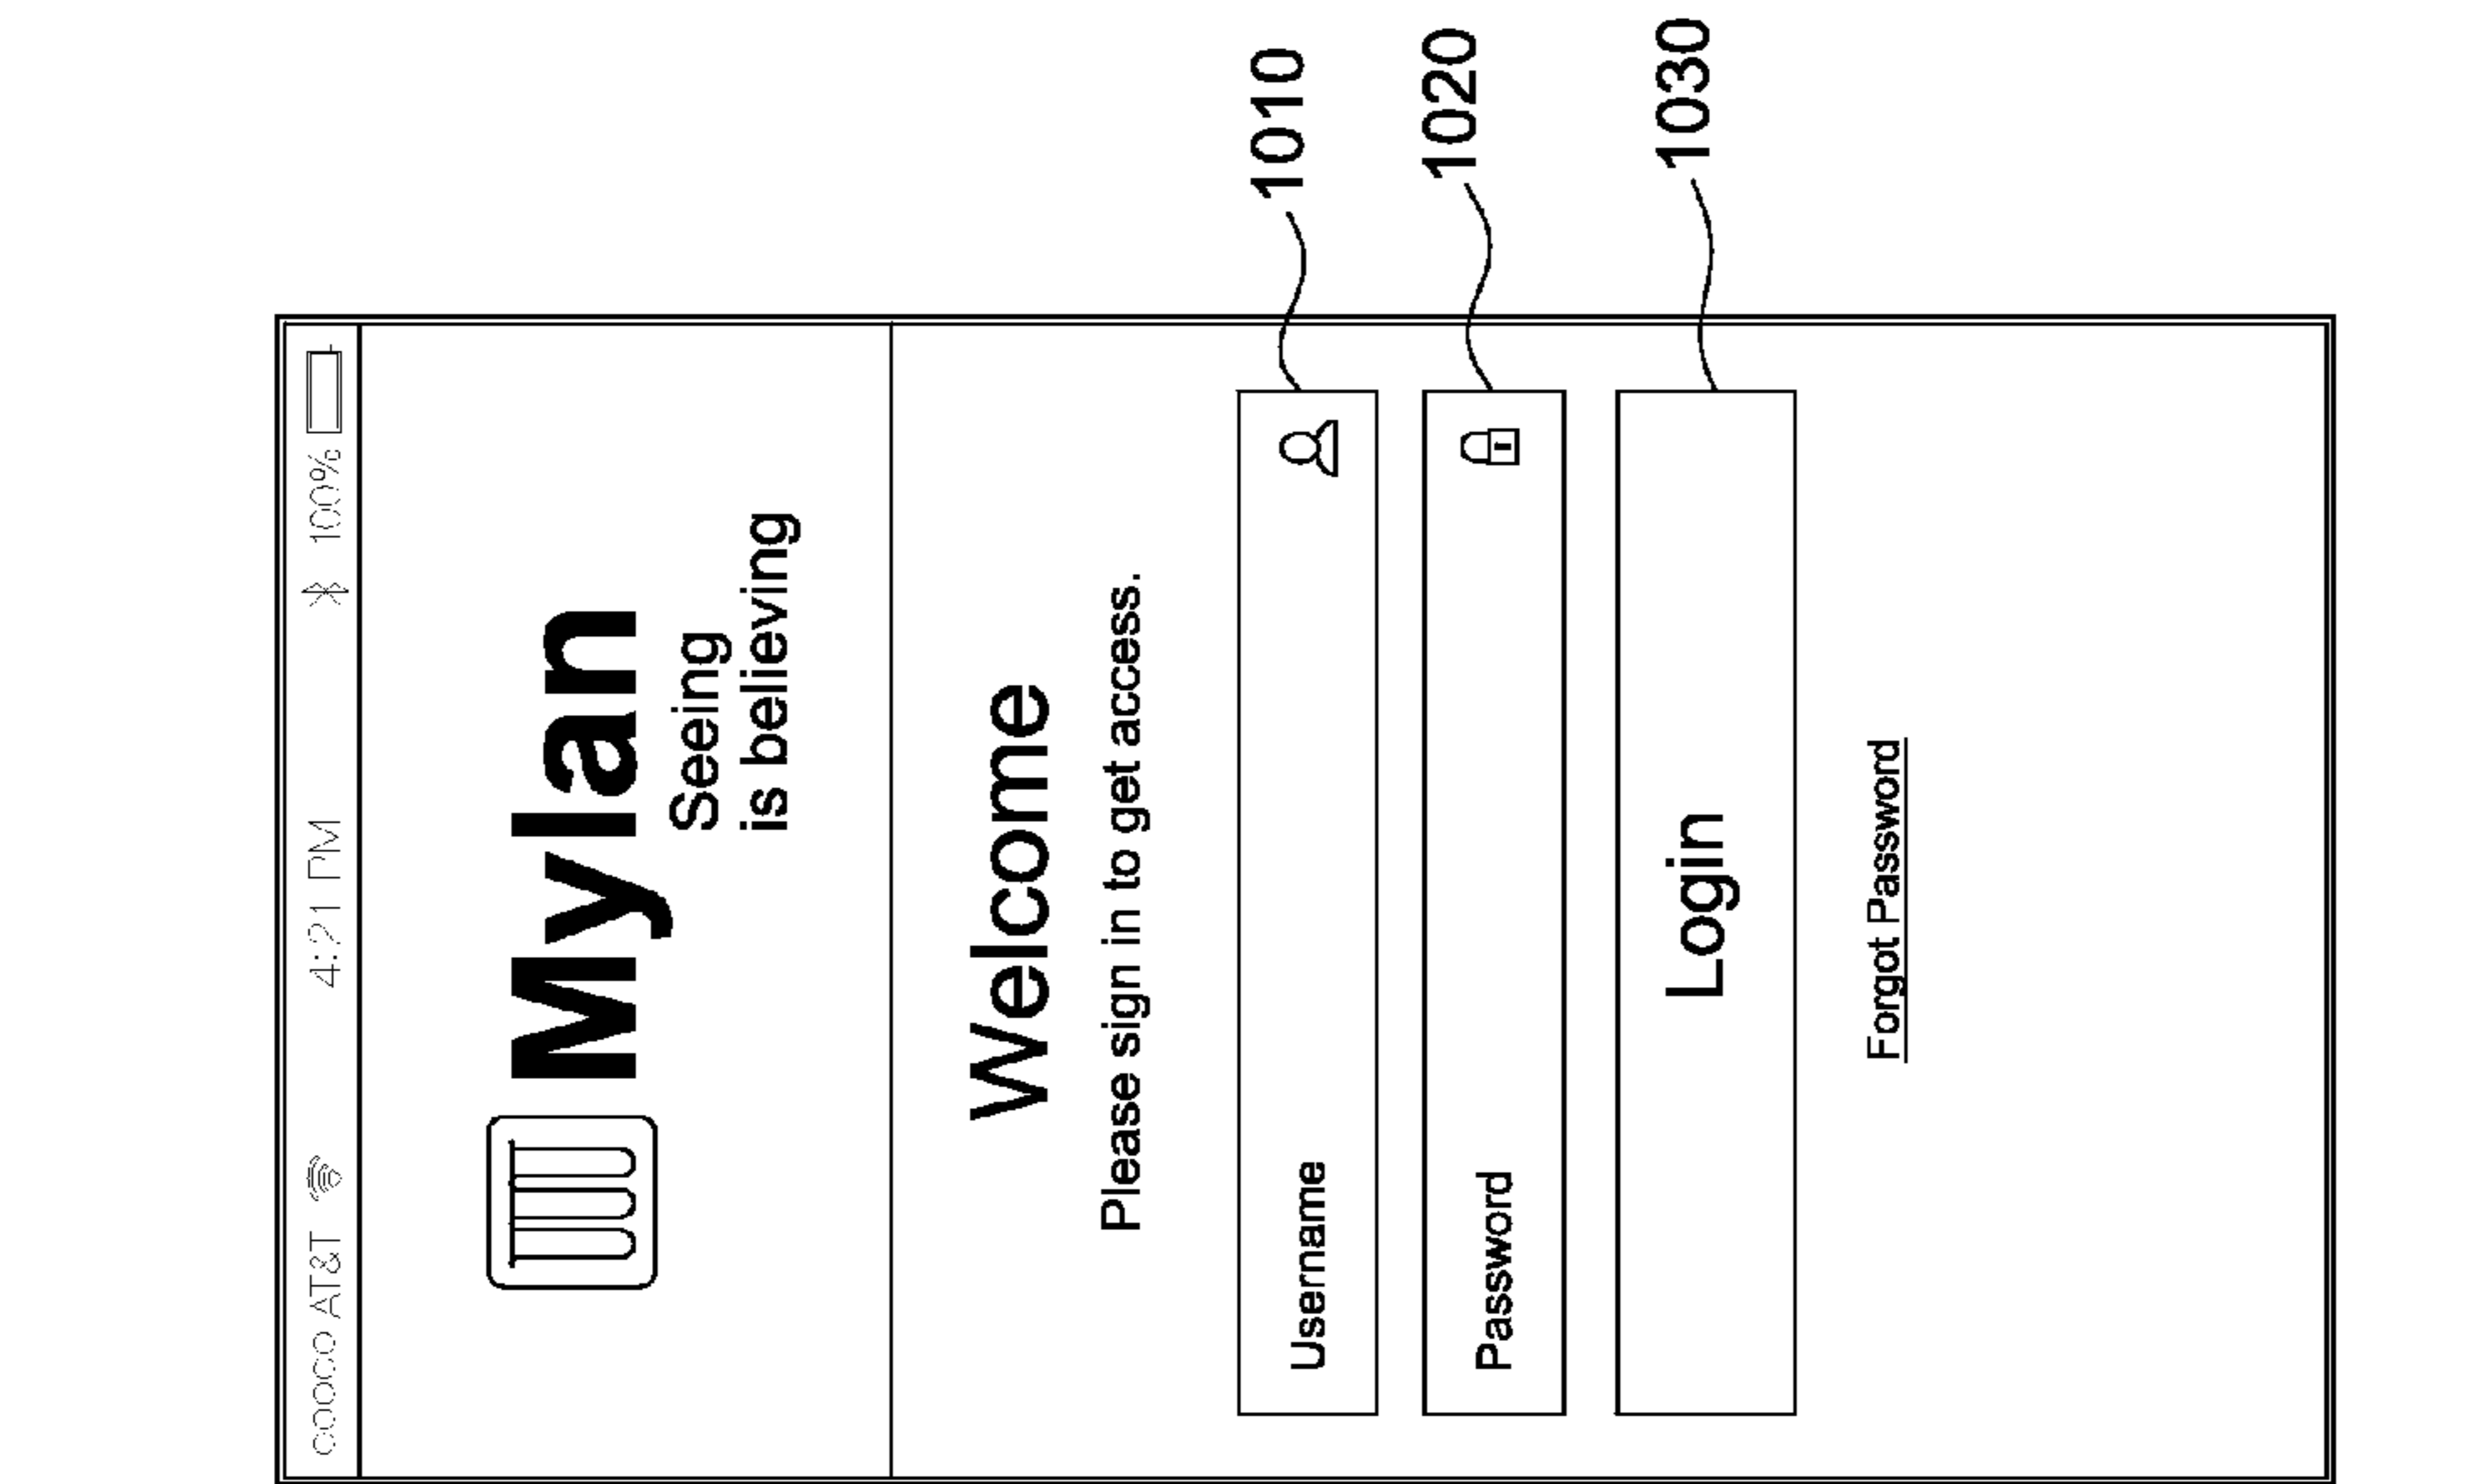 AT&T 4:21 PM 100%
Mylan
Seeing
is believing
Welcome
Please sign in to get access.
Username 1010
Password 1020
Login 1030
Forgot Password